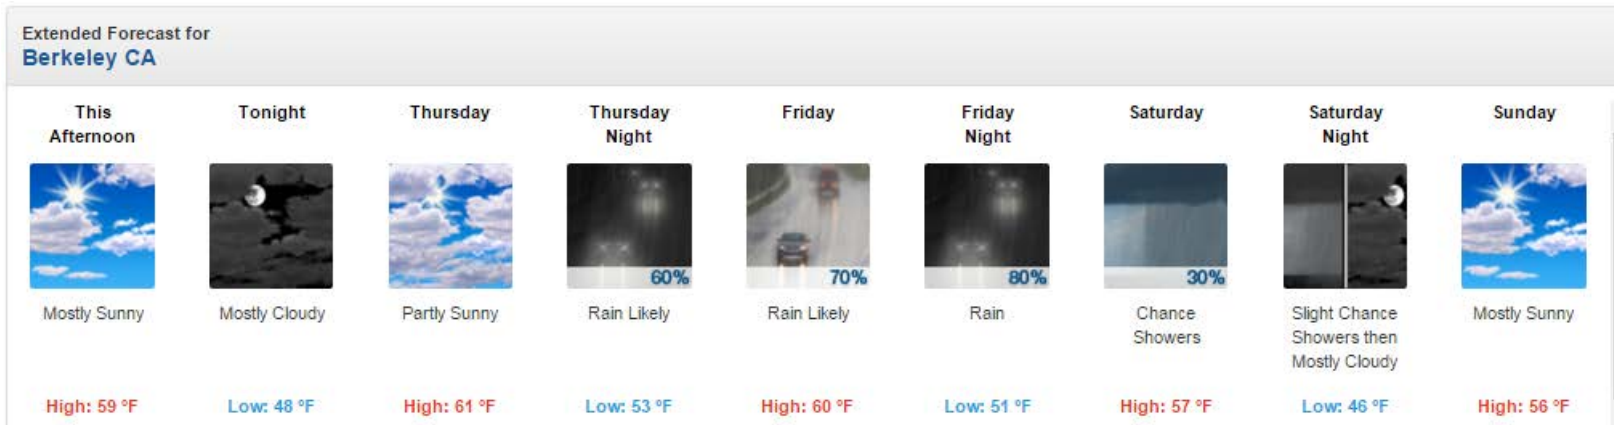 Extended Forecast for
Berkeley CA
This
Afternoon
Mostly Sunny
High: 59 °F
Tonight
Mostly Cloudy
Low: 48 °F
Thursday
Partly Sunny
High: 61 °F
Thursday
Night
60%
Rain Likely
Low: 53 °F
Friday
70%
Rain Likely
High: 60 °F
Friday
Night
80%
Rain
Low: 51 °F
Saturday
30%
Chance
Showers
High: 57 °F
Saturday
Night
Slight Chance
Showers then
Mostly Cloudy
Low: 46 °F
Sunday
Mostly Sunny
High: 56 °F